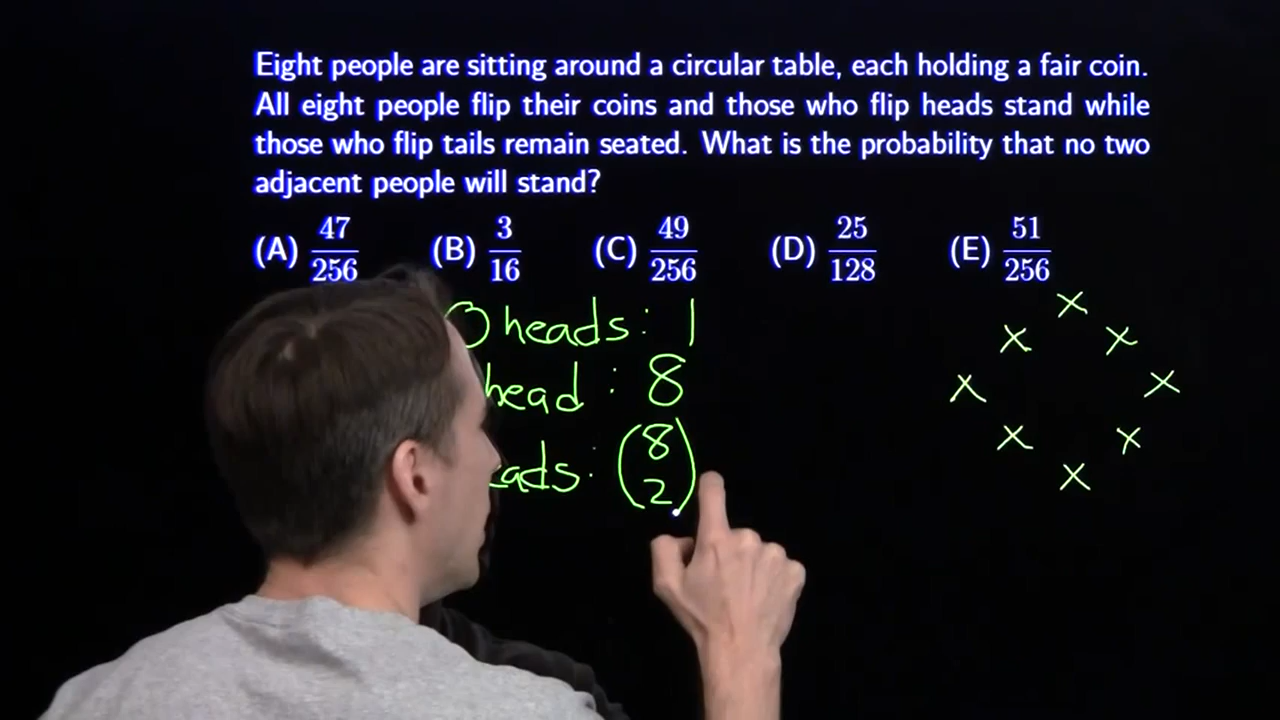 Eight people are sitting around a circular table, each holding a fair coin.
All eight people flip their coins and those who flip heads stand while
those who flip tails remain seated. What is the probability that no two
adjacent people will stand?
(A) 47/256 (B) 3/16 (C) 49/256 (D) 25/128 (E) 51/256
0 heads: 1
head : 8
ads: (8 2)
x x x x x x x x